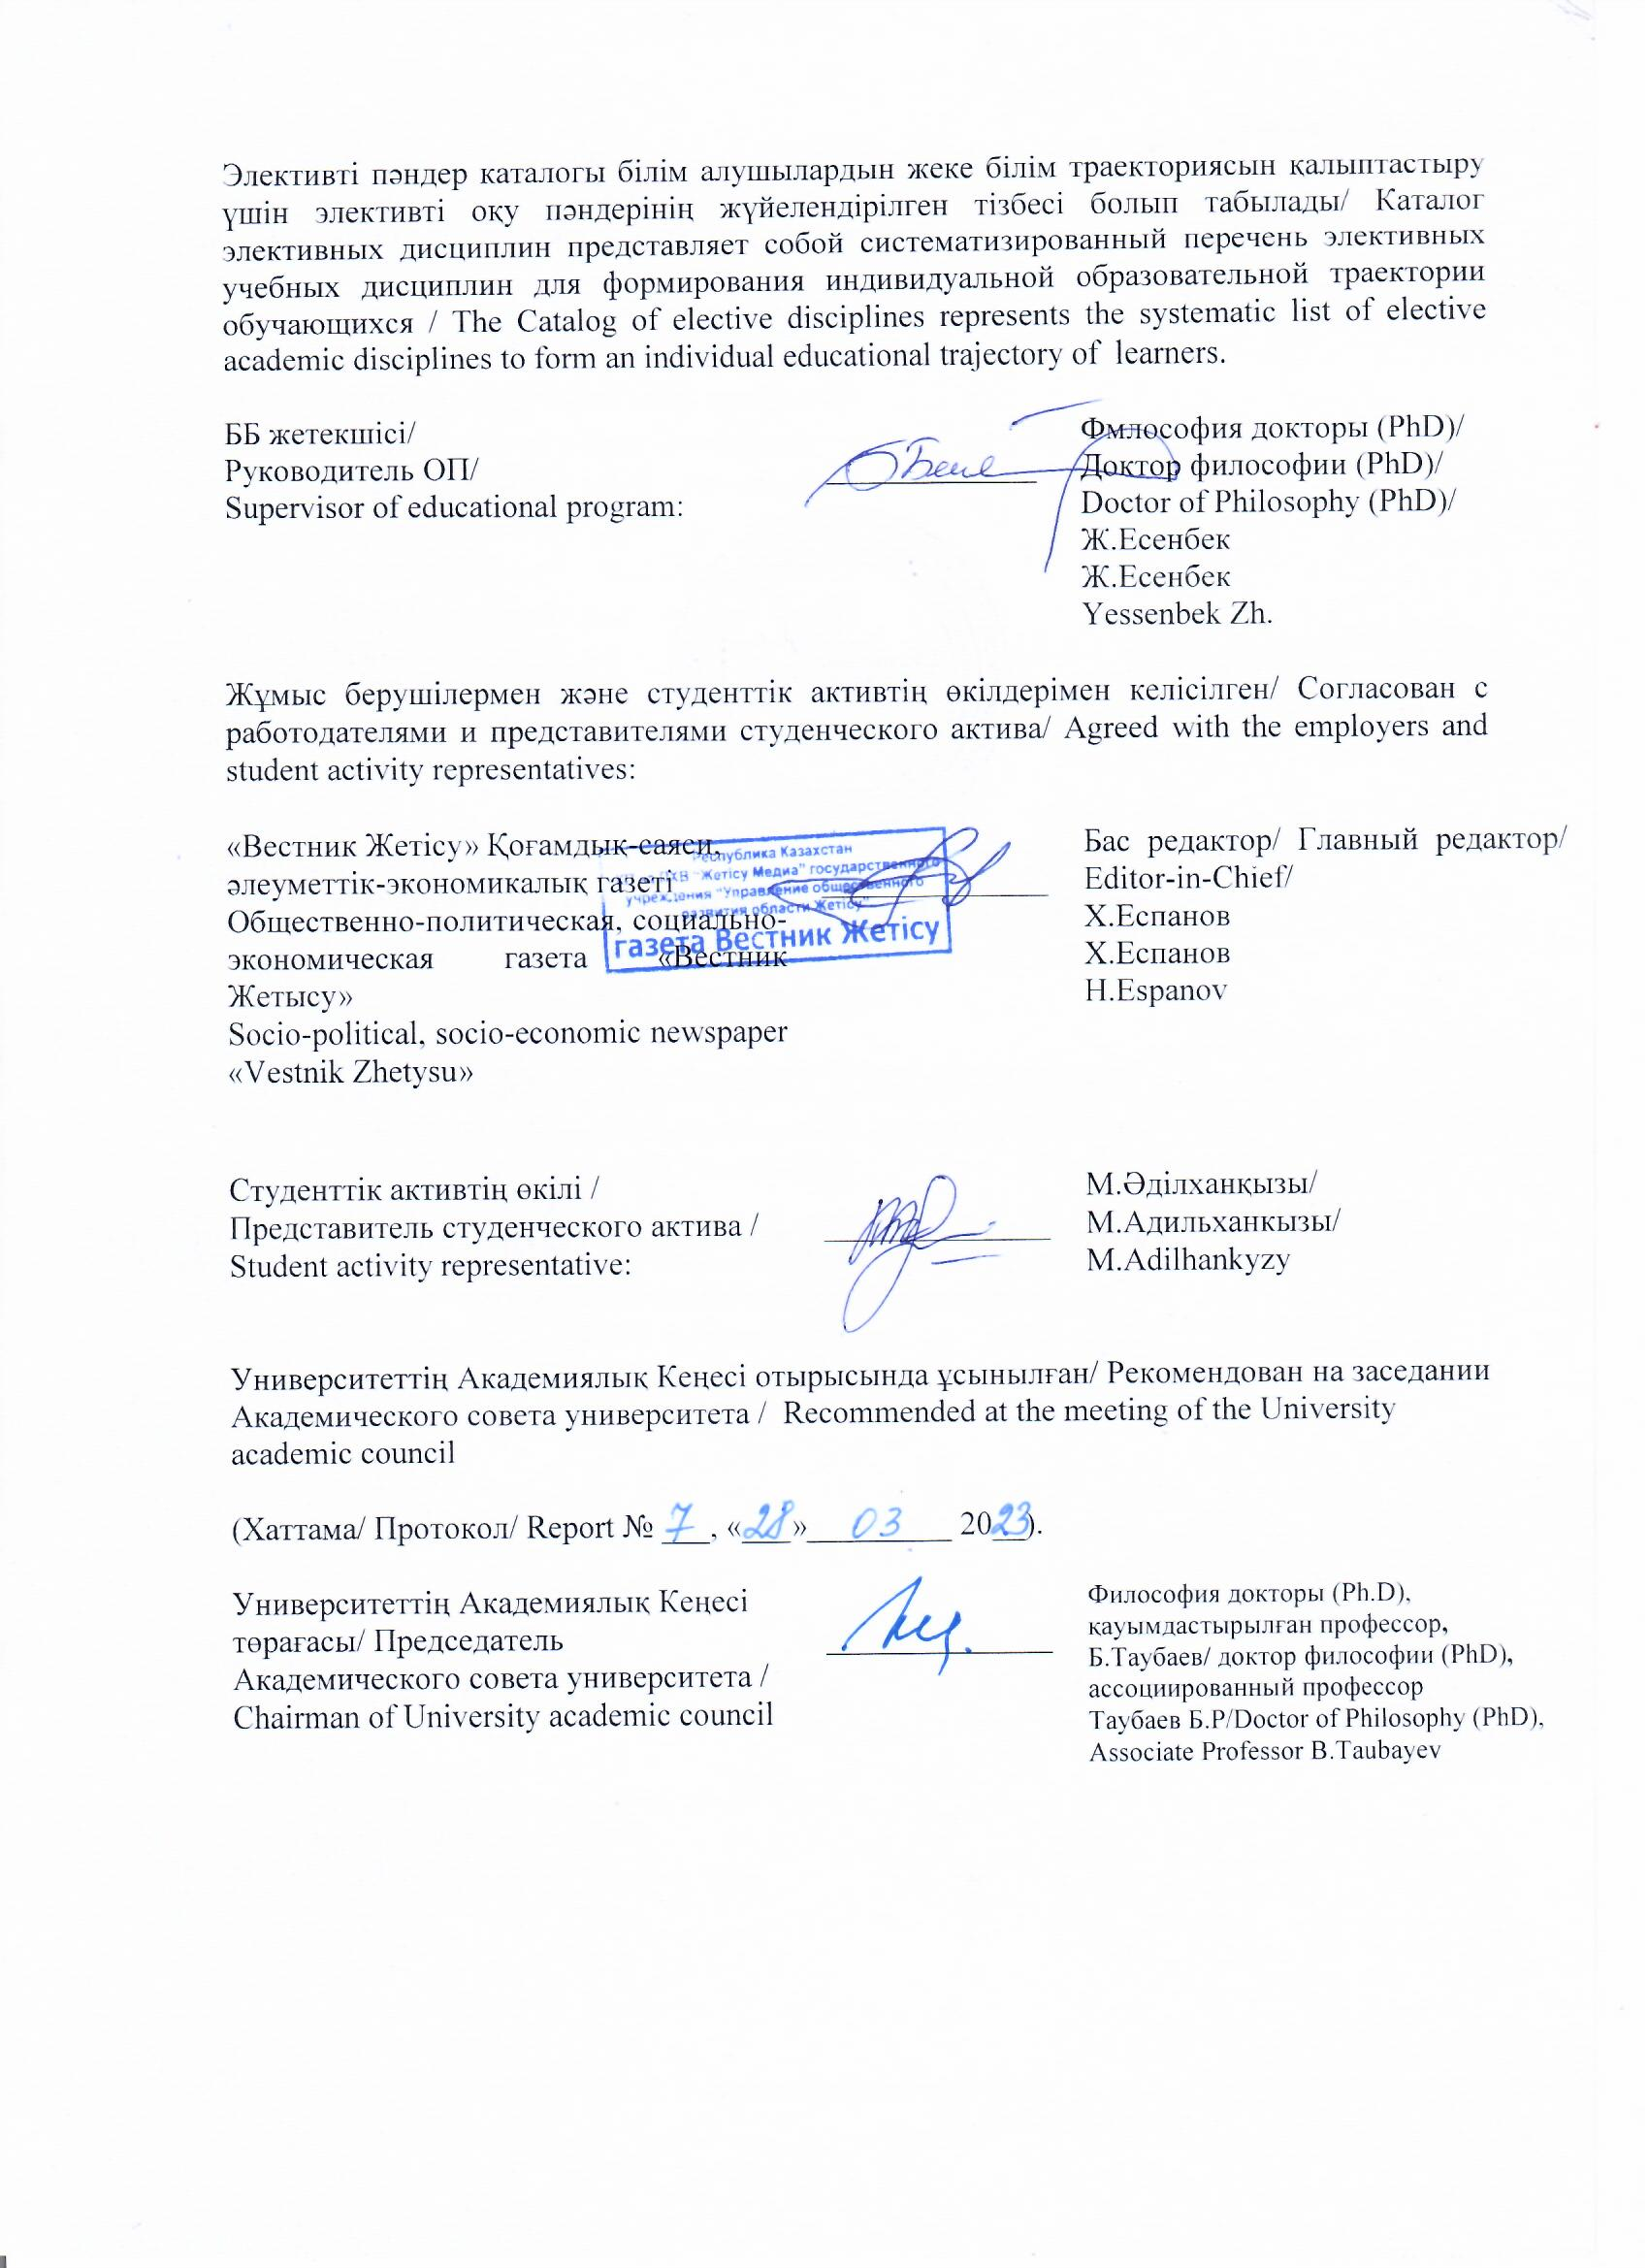 Элективті пәндер каталогы білім алушылардын жеке білім траекториясын қалыптастыру
үшін элективті оқу пәндерінің жүйелендірілген тізбесі болып табылады/ Каталог
элективных дисциплин представляет собой систематизированный перечень элективных
учебных дисциплин для формирования индивидуальной образовательной траектории
обучающихся / The Catalog of elective disciplines represents the systematic list of elective
academic disciplines to form an individual educational trajectory of learners.
ББ жетекшісі/
Руководитель ОП/
Supervisor of educational program:
Фмлософия докторы (PhD)/
Доктор философии (PhD)/
Doctor of Philosophy (PhD)/
Ж.Есенбек
Ж.Есенбек
Yessenbek Zh.
Жұмыс берушілермен және студенттік активтің өкілдерімен келісілген/ Согласован с
работодателями и представителями студенческого актива/ Agreed with the employers and
student activity representatives:
«Вестник Жетісу» Қоғамдық-саяси,
әлеуметтік-экономикалық газеті
Общественно-политическая, социально-
экономическая газета «Вестник
Жетысу»
Socio-political, socio-economic newspaper
«Vestnik Zhetysu»
Республика Казахстан
"Жетісу Медиа" государственного
учреждения "Управление общественного
развития области Жетісу"
газета Вестник Жетісу
Бас редактор/ Главный редактор/
Editor-in-Chief/
Х.Еспанов
Х.Еспанов
H.Espanov
Студенттік активтің өкілі /
Представитель студенческого актива /
Student activity representative:
М.Әділханқызы/
М.Адильханкызы/
M.Adilhankyzy
Университеттің Академиялық Кеңесі отырысында ұсынылған/ Рекомендован на заседании
Академического совета университета / Recommended at the meeting of the University
academic council
(Хаттама/ Протокол/ Report № 7, «28» 03 2023).
Университеттің Академиялық Кеңесі
төрағасы/ Председатель
Академического совета университета /
Chairman of University academic council
Философия докторы (Ph.D),
қауымдастырылған профессор,
Б.Таубаев/ доктор философии (PhD),
ассоциированный профессор
Таубаев Б.Р/Doctor of Philosophy (PhD),
Associate Professor B.Taubayev